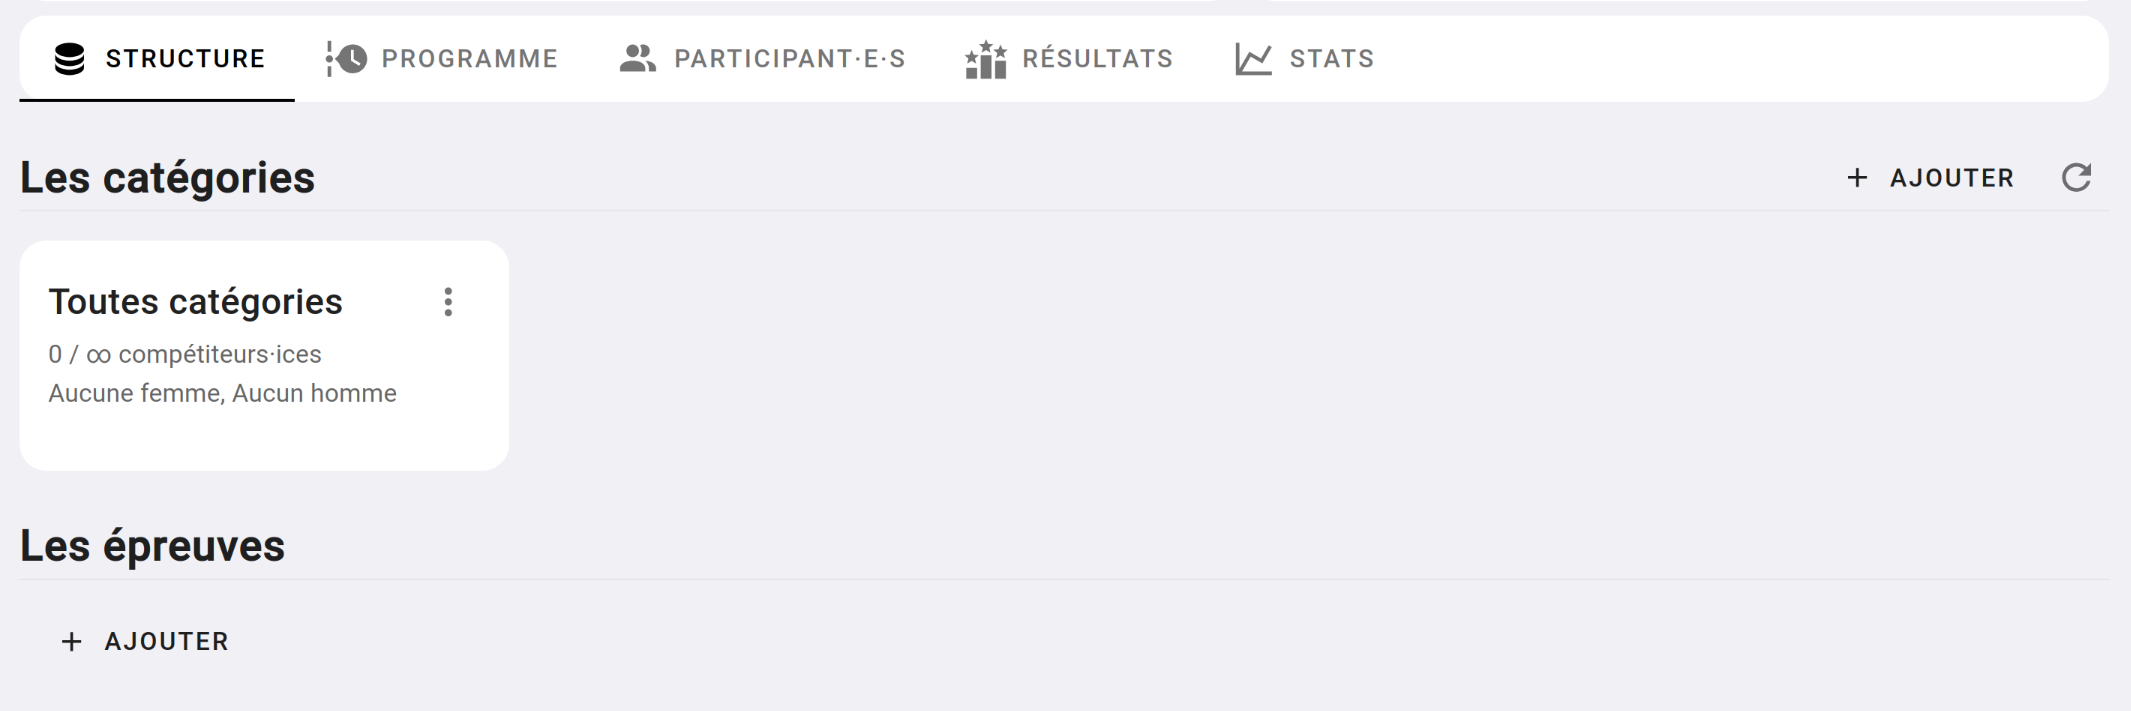 STRUCTURE PROGRAMME PARTICIPANT·E·S RÉSULTATS STATS
Les catégories + AJOUTER
Toutes catégories
0 / ∞ compétiteurs·ices
Aucune femme, Aucun homme
Les épreuves
+ AJOUTER